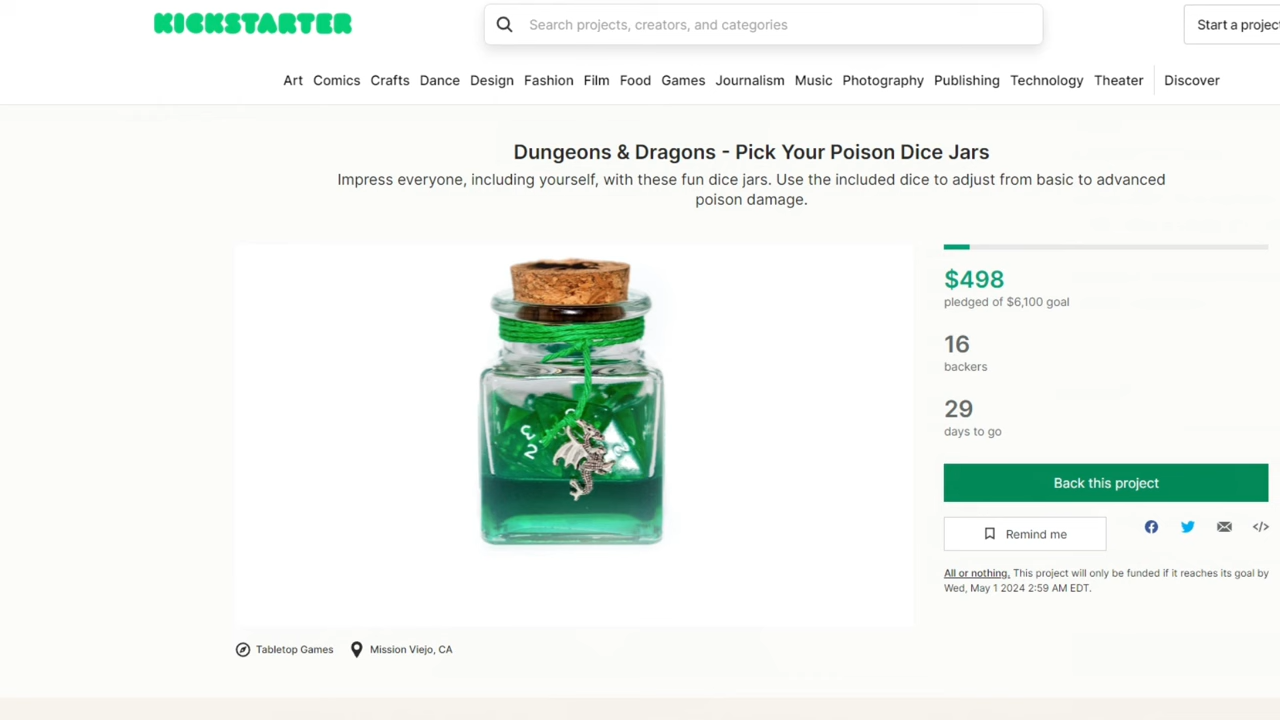 KICKSTARTER
Search projects, creators, and categories
Start a project
Art Comics Crafts Dance Design Fashion Film Food Games Journalism Music Photography Publishing Technology Theater Discover
Dungeons & Dragons - Pick Your Poison Dice Jars
Impress everyone, including yourself, with these fun dice jars. Use the included dice to adjust from basic to advanced
poison damage.
$498
pledged of $6,100 goal
16
backers
29
days to go
Back this project
Remind me
</>
All or nothing. This project will only be funded if it reaches its goal by
Wed, May 1 2024 2:59 AM EDT.
3
2
Tabletop Games
Mission Viejo, CA